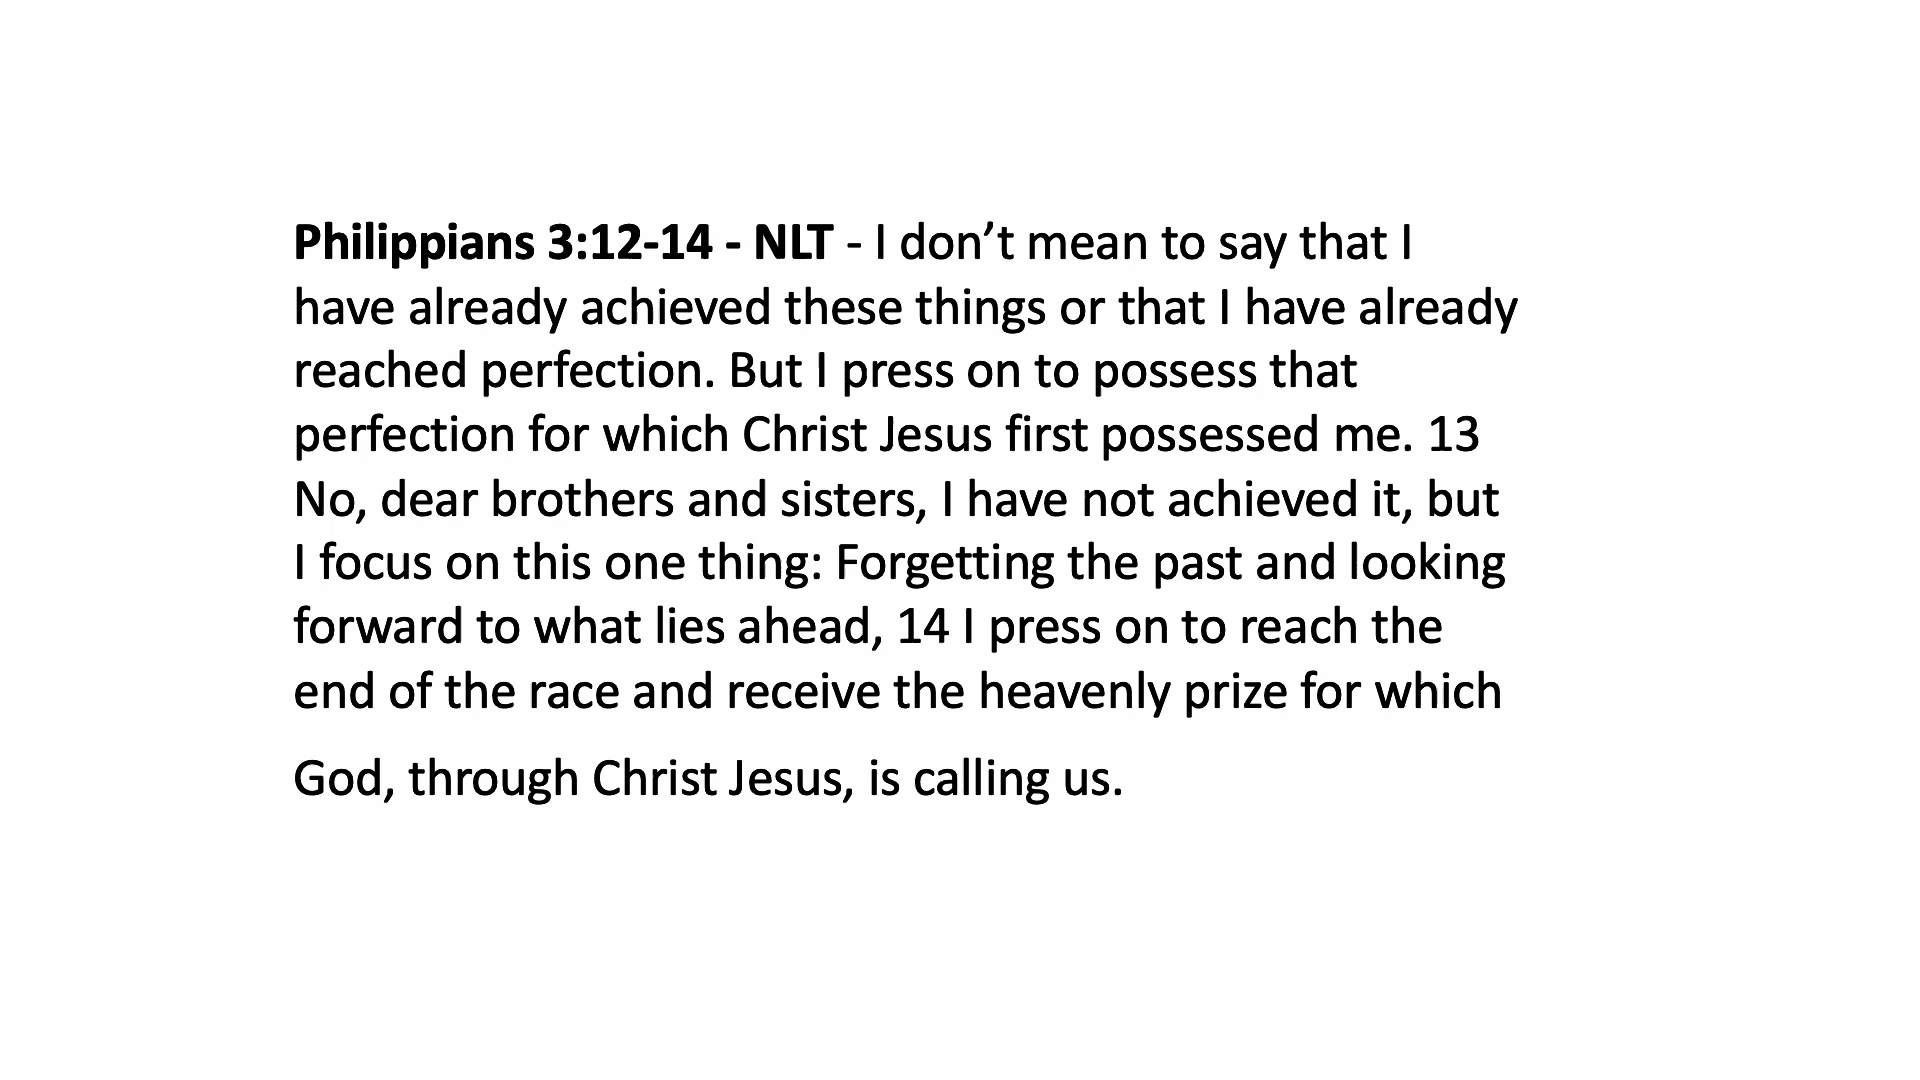 Philippians 3:12-14 - NLT - I don’t mean to say that I
have already achieved these things or that I have already
reached perfection. But I press on to possess that
perfection for which Christ Jesus first possessed me. 13
No, dear brothers and sisters, I have not achieved it, but
I focus on this one thing: Forgetting the past and looking
forward to what lies ahead, 14 I press on to reach the
end of the race and receive the heavenly prize for which
God, through Christ Jesus, is calling us.